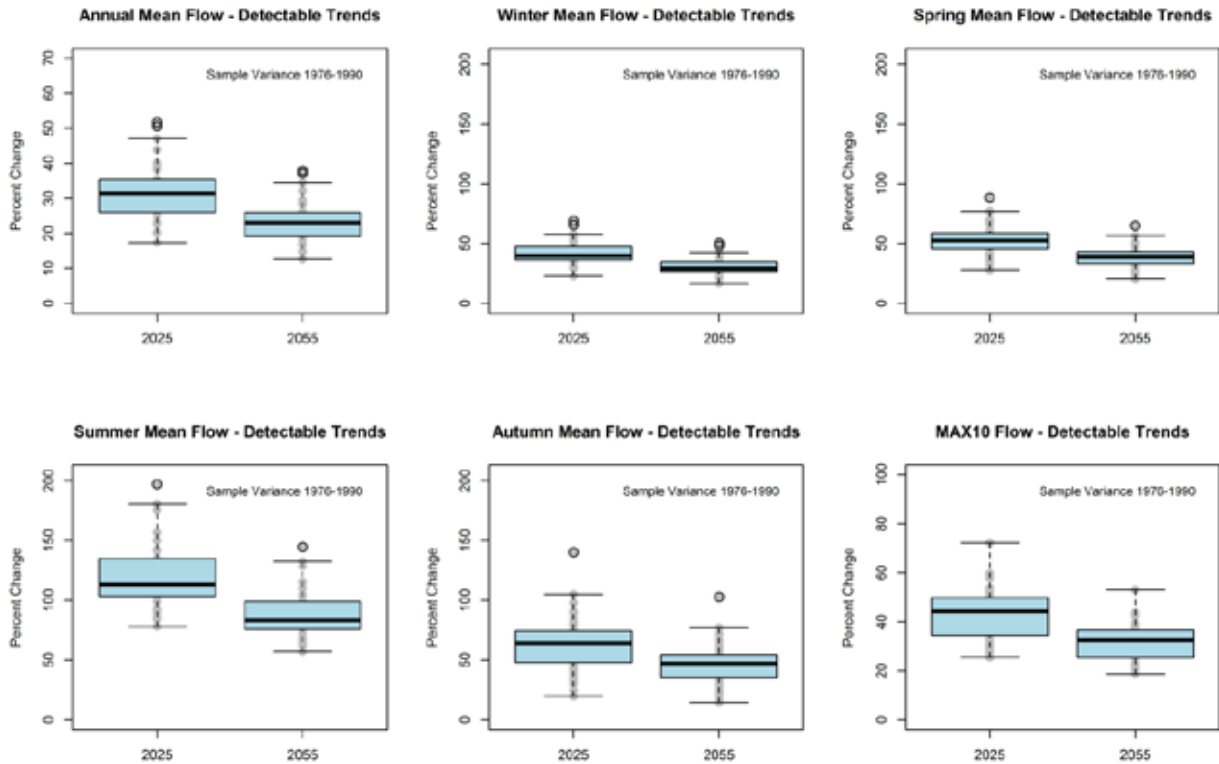 Annual Mean Flow - Detectable Trends
Sample Variance 1976-1990
Percent Change
70
60
50
40
30
20
10
0
2025 2055
Winter Mean Flow - Detectable Trends
Sample Variance 1976-1990
Percent Change
200
150
100
50
0
2025 2055
Spring Mean Flow - Detectable Trends
Sample Variance 1976-1990
Percent Change
200
150
100
50
0
2025 2055
Summer Mean Flow - Detectable Trends
Sample Variance 1976-1990
Percent Change
200
150
100
50
0
2025 2055
Autumn Mean Flow - Detectable Trends
Sample Variance 1976-1990
Percent Change
200
150
100
50
0
2025 2055
MAX10 Flow - Detectable Trends
Sample Variance 1976-1990
Percent Change
100
80
60
40
20
0
2025 2055